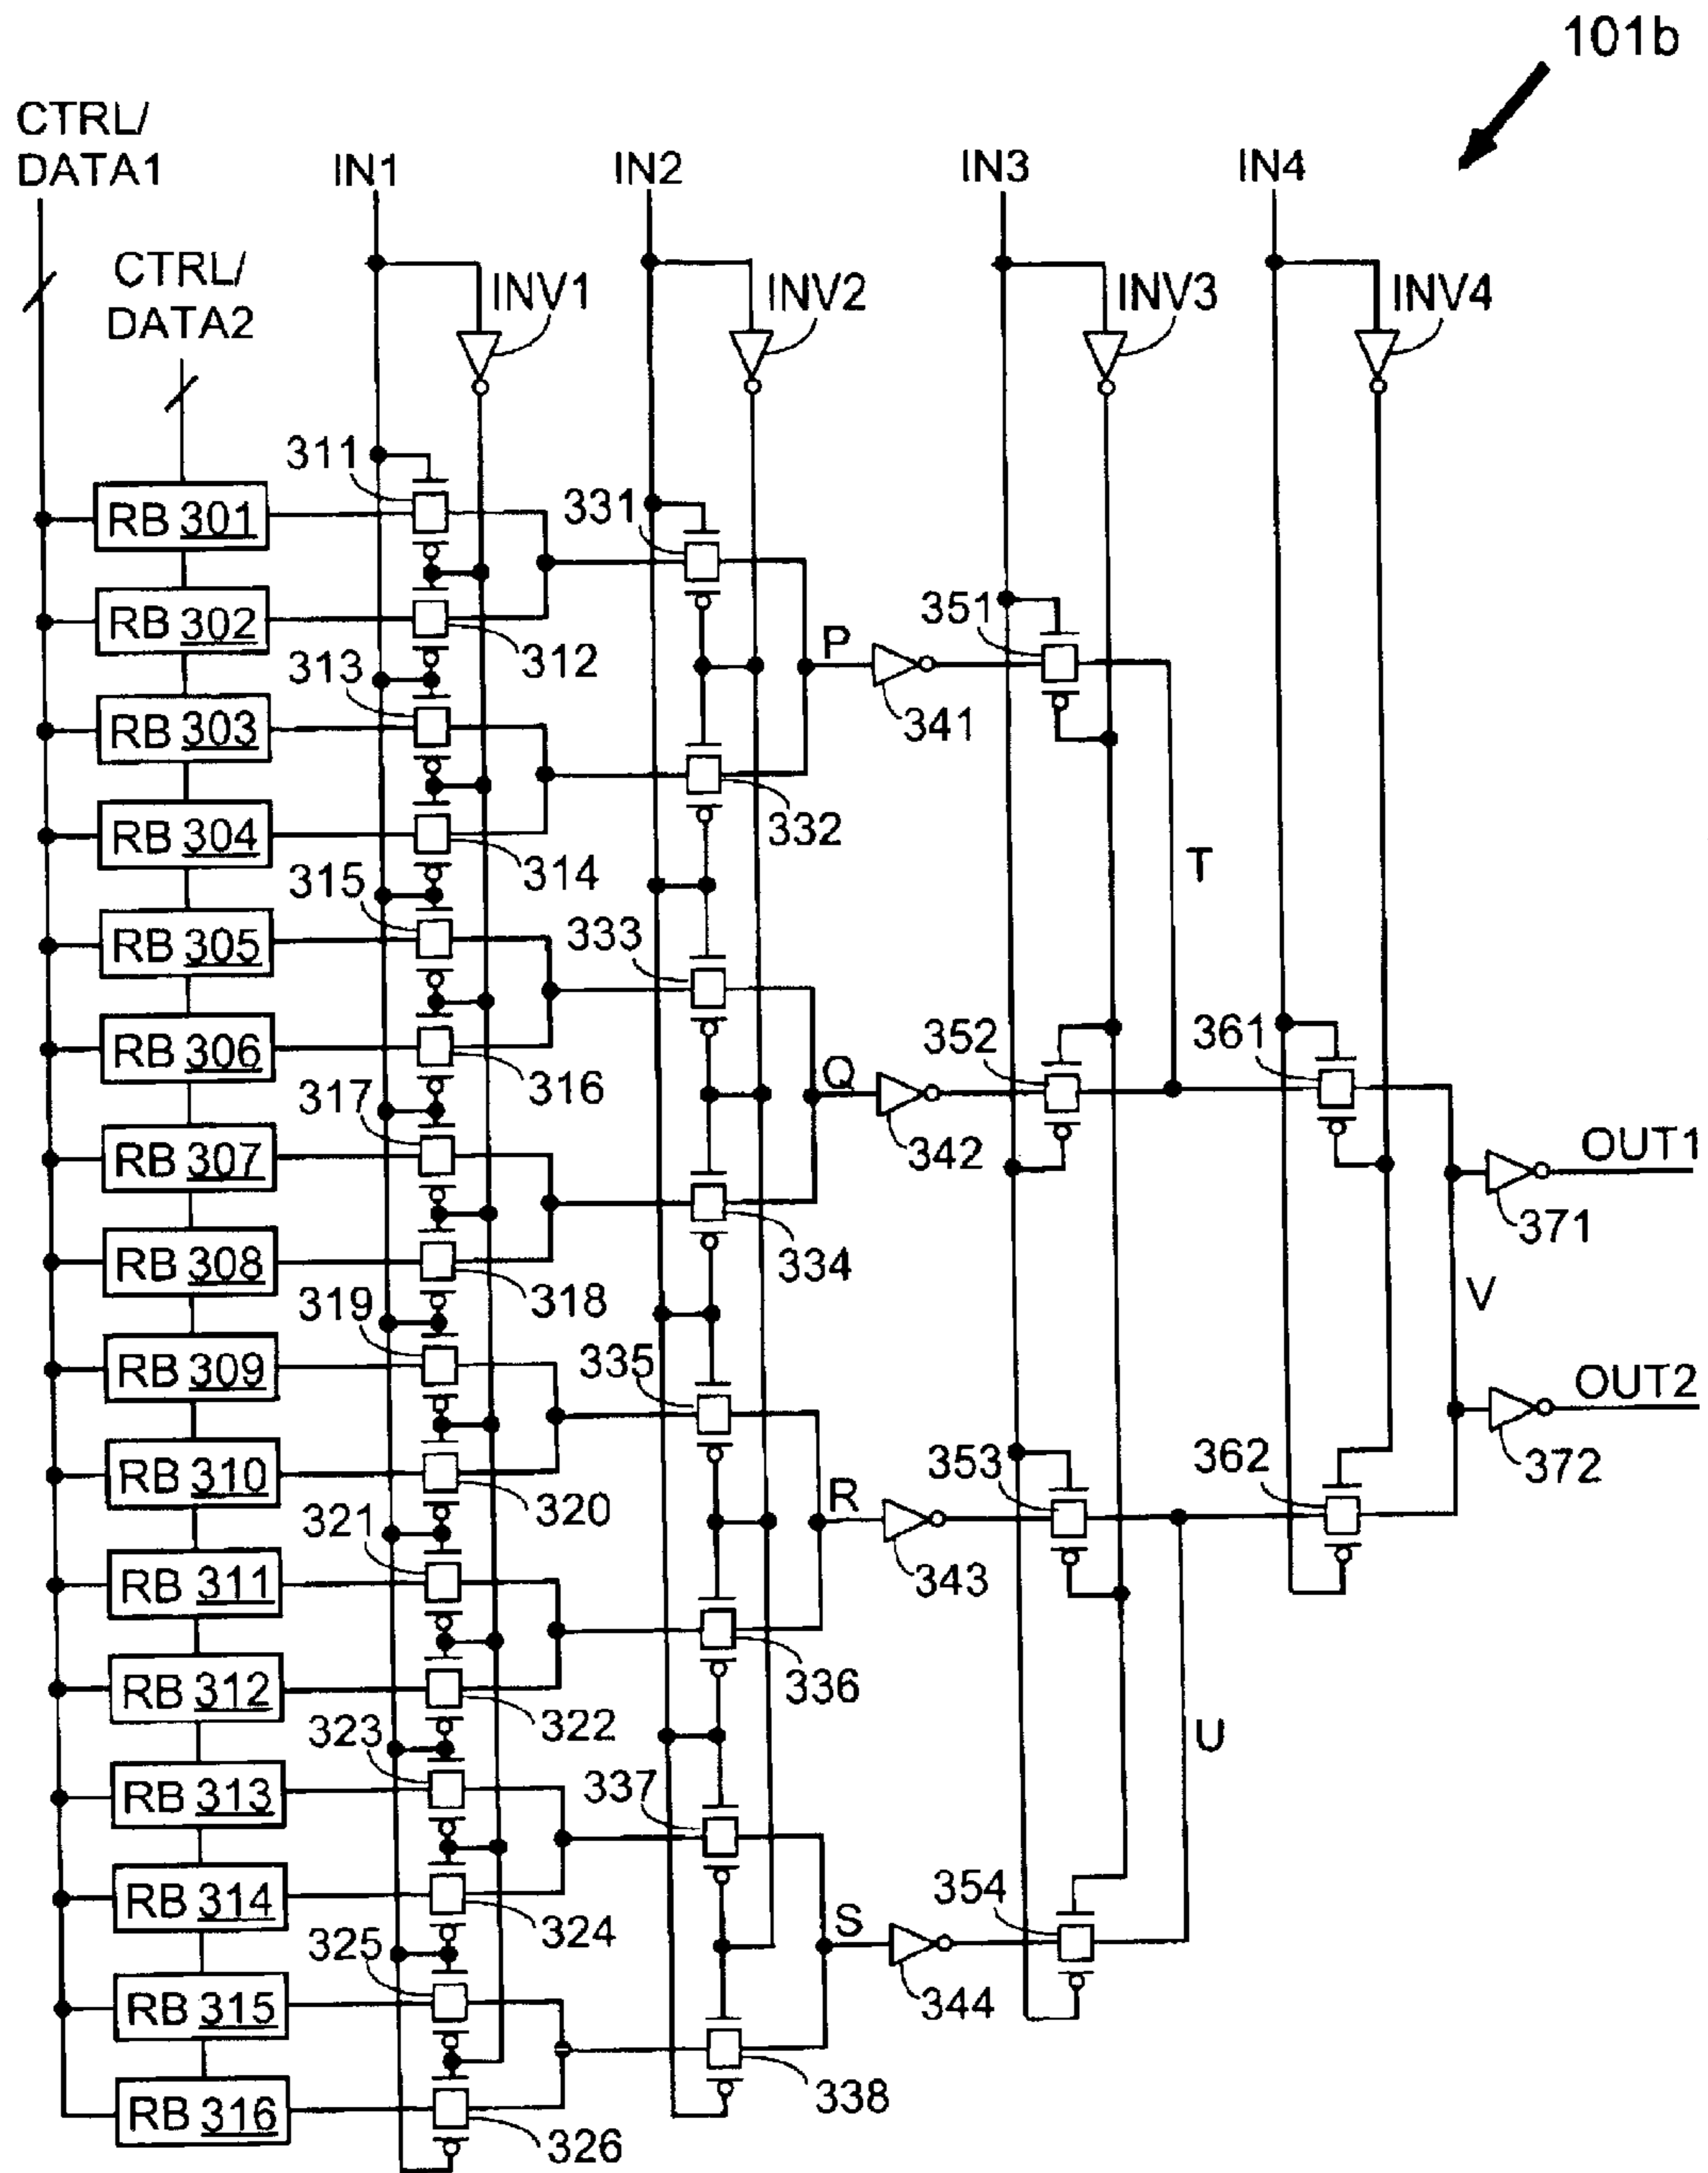 101b
CTRL/
DATA1
IN1
IN2
IN3
IN4
CTRL/
DATA2
INV1
INV2
INV3
INV4
311
RB 301
331
RB 302
312
351
P
313
RB 303
341
332
RB 304
314
T
315
RB 305
333
RB 306
316
352
361
Q
317
RB 307
342
OUT1
RB 308
334
371
318
319
V
RB 309
335
OUT2
RB 310
353
362
372
320
R
321
RB 311
343
RB 312
336
322
323
U
RB 313
337
RB 314
354
324
S
325
RB 315
344
RB 316
338
326